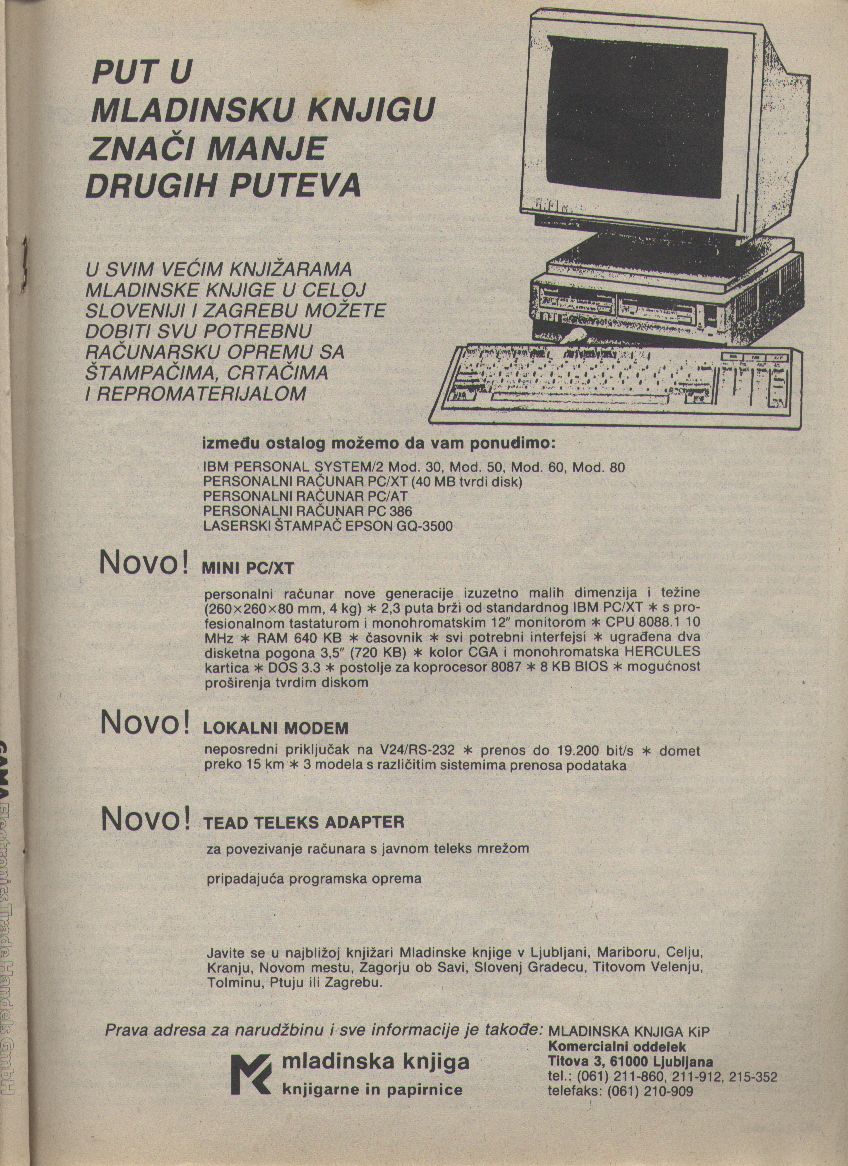 PUT U
MLADINSKU KNJIGU
ZNAČI MANJE
DRUGIH PUTEVA
U SVIM VEĆIM KNJIŽARAMA
MLADINSKE KNJIGE U CELOJ
SLOVENIJI I ZAGREBU MOŽETE
DOBITI SVU POTREBNU
RAČUNARSKU OPREMU SA
ŠTAMPAČIMA, CRTAČIMA
I REPROMATERIJALOM
između ostalog možemo da vam ponudimo:
IBM PERSONAL SYSTEM/2 Mod. 30, Mod. 50, Mod. 60, Mod. 80
PERSONALNI RAČUNAR PC/XT (40 MB tvrdi disk)
PERSONALNI RAČUNAR PC/AT
PERSONALNI RAČUNAR PC 386
LASERSKI ŠTAMPAČ EPSON GQ-3500
Novo! MINI PC/XT
personalni računar nove generacije izuzetno malih dimenzija i težine
(260×260×80 mm, 4 kg) * 2,3 puta brži od standardnog IBM PC/XT * s pro-
fesionalnom tastaturom i monohromatskim 12" monitorom * CPU 8088.1 10
MHz * RAM 640 KB * časovnik * svi potrebni interfejsi * ugrađena dva
disketna pogona 3,5" (720 KB) * kolor CGA i monohromatska HERCULES
kartica * DOS 3.3 * postolje za koprocesor 8087 * 8 KB BIOS * mogućnost
proširenja tvrdim diskom
Novo! LOKALNI MODEM
neposredni priključak na V24/RS-232 * prenos do 19.200 bit/s * domet
preko 15 km * 3 modela s različitim sistemima prenosa podataka
Novo! TEAD TELEKS ADAPTER
za povezivanje računara s javnom teleks mrežom
pripadajuća programska oprema
Javite se u najbližoj knjižari Mladinske knjige v Ljubljani, Mariboru, Celju,
Kranju, Novom mestu, Zagorju ob Savi, Slovenj Gradecu, Titovom Velenju,
Tolminu, Ptuju ili Zagrebu.
Prava adresa za narudžbinu i sve informacije je takođe: MLADINSKA KNJIGA KiP
Komercialni oddelek
Titova 3, 61000 Ljubljana
tel.: (061) 211-860, 211-912, 215-352
telefaks: (061) 210-909
mladinska knjiga
knjigarne in papirnice
GAMA Electronics Trade Handels GmbH